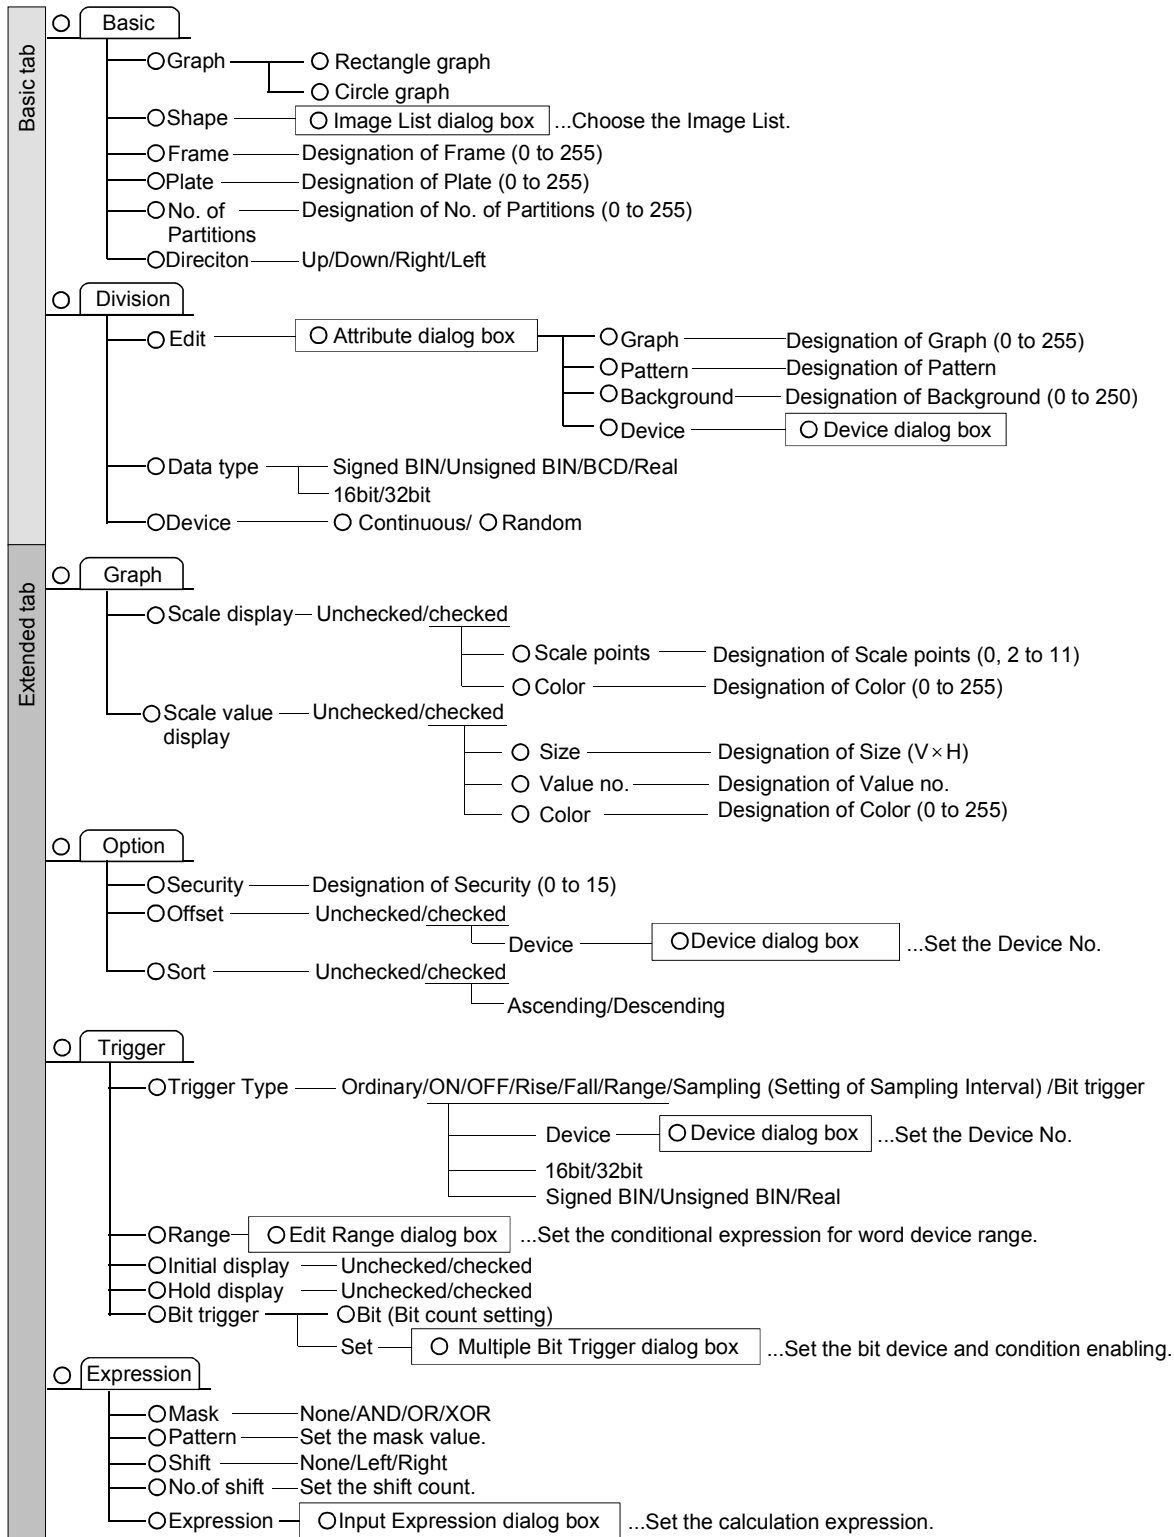 Basic tab
Basic
Graph Rectangle graph
Circle graph
Shape Image List dialog box ...Choose the Image List.
Frame Designation of Frame (0 to 255)
Plate Designation of Plate (0 to 255)
No. of Designation of No. of Partitions (0 to 255)
Partitions
Direciton Up/Down/Right/Left
Division
Edit Attribute dialog box Graph Designation of Graph (0 to 255)
Pattern Designation of Pattern
Background Designation of Background (0 to 250)
Device Device dialog box
Data type Signed BIN/Unsigned BIN/BCD/Real
16bit/32bit
Device Continuous/ Random
Extended tab
Graph
Scale display Unchecked/checked
Scale points Designation of Scale points (0, 2 to 11)
Color Designation of Color (0 to 255)
Scale value Unchecked/checked
display
Size Designation of Size (V×H)
Value no. Designation of Value no.
Color Designation of Color (0 to 255)
Option
Security Designation of Security (0 to 15)
Offset Unchecked/checked
Device Device dialog box ...Set the Device No.
Sort Unchecked/checked
Ascending/Descending
Trigger
Trigger Type Ordinary/ON/OFF/Rise/Fall/Range/Sampling (Setting of Sampling Interval) /Bit trigger
Device Device dialog box ...Set the Device No.
16bit/32bit
Signed BIN/Unsigned BIN/Real
Range Edit Range dialog box ...Set the conditional expression for word device range.
Initial display Unchecked/checked
Hold display Unchecked/checked
Bit trigger Bit (Bit count setting)
Set Multiple Bit Trigger dialog box ...Set the bit device and condition enabling.
Expression
Mask None/AND/OR/XOR
Pattern Set the mask value.
Shift None/Left/Right
No.of shift Set the shift count.
Expression Input Expression dialog box ...Set the calculation expression.